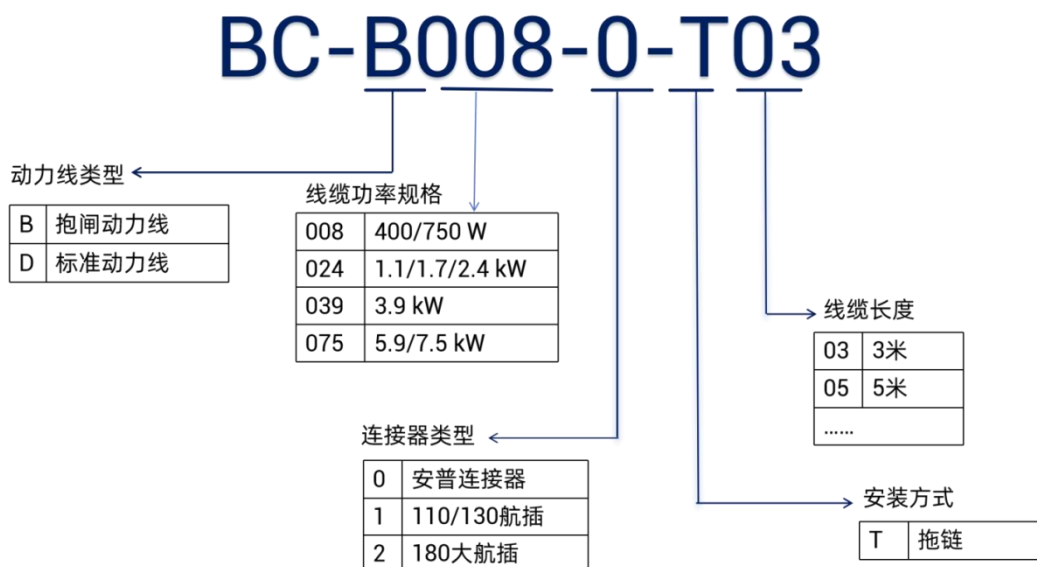 BC-B008-0-T03
动力线类型
B 抱闸动力线
D 标准动力线
线缆功率规格
008 400/750 W
024 1.1/1.7/2.4 kW
039 3.9 kW
075 5.9/7.5 kW
线缆长度
03 3米
05 5米
......
连接器类型
0 安普连接器
1 110/130航插
2 180大航插
安装方式
T 拖链